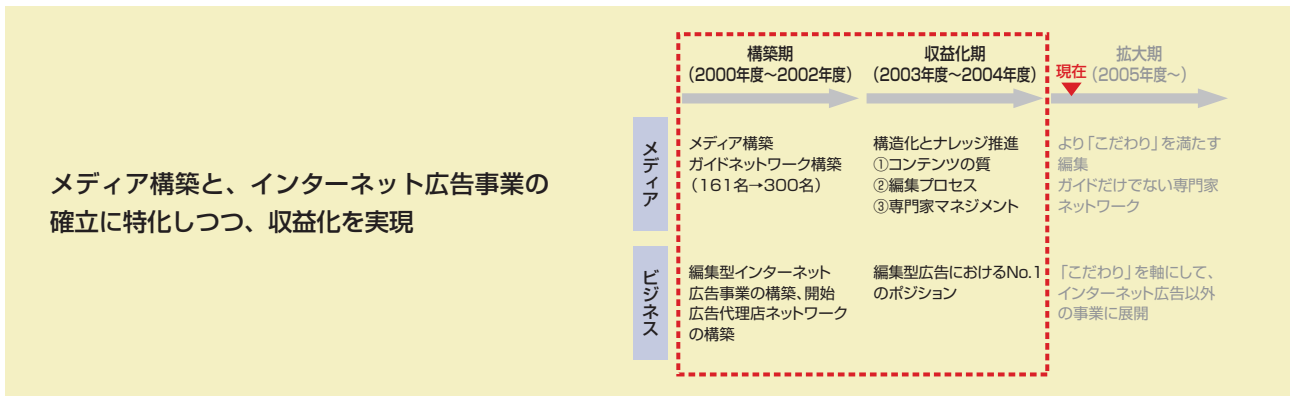 メディア構築と、インターネット広告事業の
確立に特化しつつ、収益化を実現
構築期
(2000年度～2002年度)
収益化期
(2003年度～2004年度)
拡大期
(2005年度～)
現在
メディア
メディア構築
ガイドネットワーク構築
(161名→300名)
構造化とナレッジ推進
①コンテンツの質
②編集プロセス
③専門家マネジメント
より「こだわり」を満たす
編集
ガイドだけでない専門家
ネットワーク
ビジネス
編集型インターネット
広告事業の構築、開始
広告代理店ネットワーク
の構築
編集型広告におけるNo.1
のポジション
「こだわり」を軸にして、
インターネット広告以外
の事業に展開